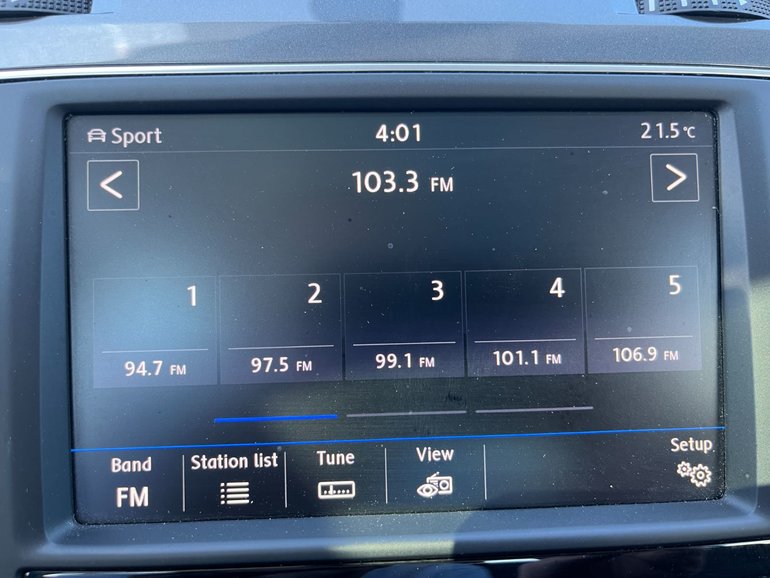 Sport 4:01 21.5°C
< 103.3 FM >
1 2 3 4 5
94.7 FM 97.5 FM 99.1 FM 101.1 FM 106.9 FM
Band Station list Tune View Setup
FM